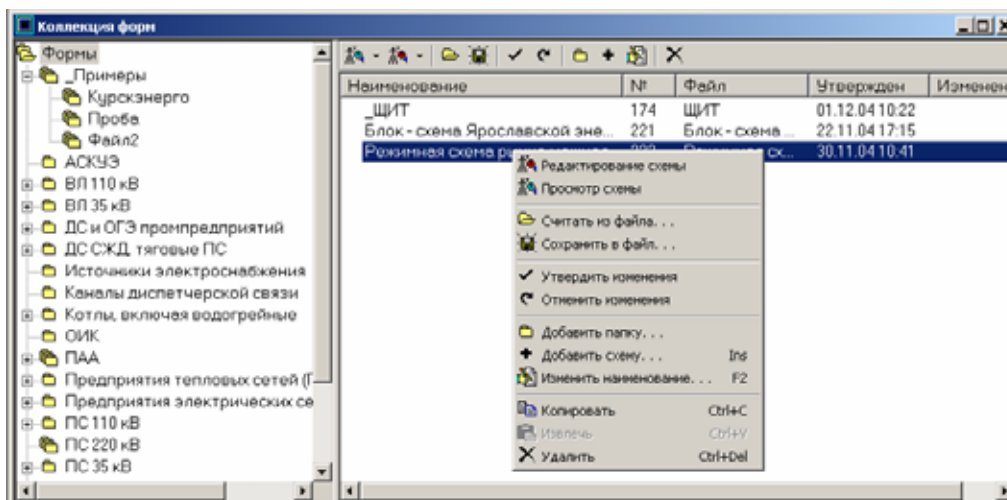 Коллекция форм
Формы
_Примеры
Курскэнерго
Проба
Файл2
АСКУЭ
ВЛ 110 кВ
ВЛ 35 кВ
ДС и ОГЭ промпредприятий
ДС СЖД, тяговые ПС
Источники электроснабжения
Каналы диспетчерской связи
Котлы, включая водогрейные
ОИК
ПАА
Предприятия тепловых сетей (Г
Предприятия электрических се
ПС 110 кВ
ПС 220 кВ
ПС 35 кВ
Наименование № Файл Утвержден Изменен
_ЩИТ 174 ЩИТ 01.12.04 10:22
Блок - схема Ярославской эне... 221 Блок - схема ... 22.11.04 17:15
Режимная схема сх... 30.11.04 10:41
Редактирование схемы
Просмотр схемы
Считать из файла. . .
Сохранить в файл. . .
Утвердить изменения
Отменить изменения
Добавить папку. . .
Добавить схему. . . Ins
Изменить наименование. . . F2
Копировать Ctrl+C
Извлечь Ctrl+V
Удалить Ctrl+Del